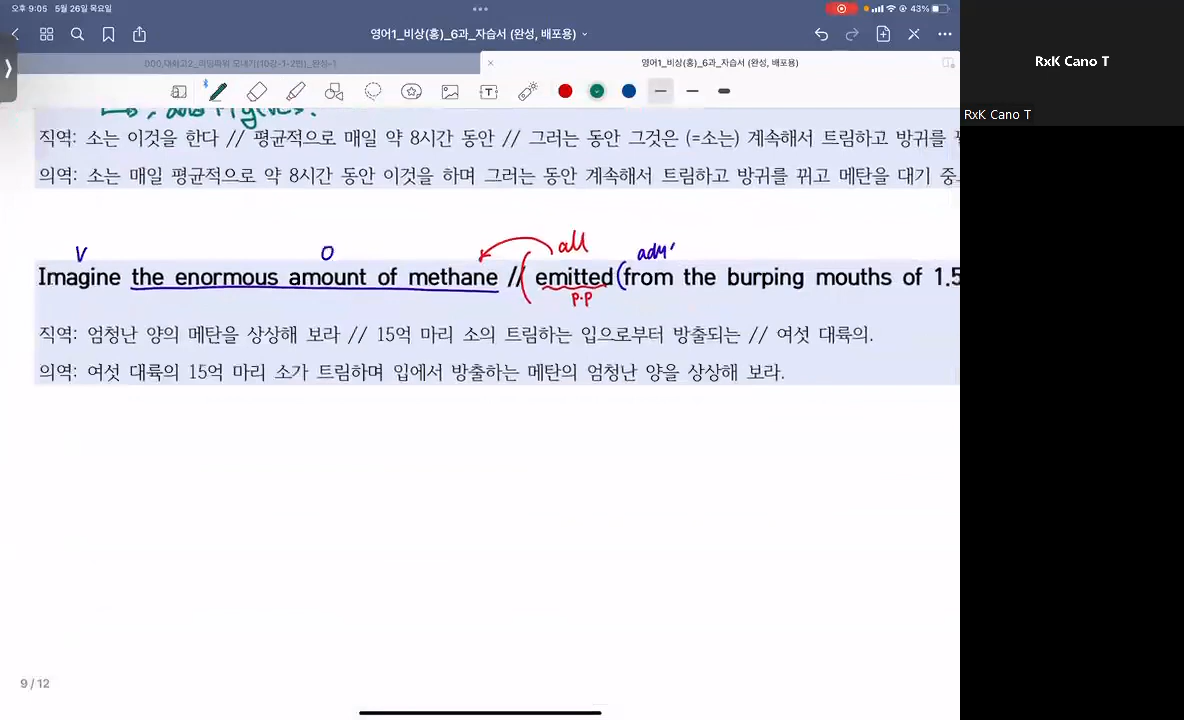 오후 9:05 5월 26일 목요일
43%
영어1_비상(홍)_6과_자습서 (완성, 배포용)
영어1_비상(홍)_6과_자습서 (완성, 배포용)
RxK Cano T
RxK Cano T
직역: 소는 이것을 한다 // 평균적으로 매일 약 8시간 동안 // 그러는 동안 그것은 (=소는) 계속해서 트림하고 방귀를
의역: 소는 매일 평균적으로 약 8시간 동안 이것을 하며 그러는 동안 계속해서 트림하고 방귀를 뀌고 메탄을 대기
V O
Imagine the enormous amount of methane // ( emitted (from the burping mouths of 1.5
p.p
직역: 엄청난 양의 메탄을 상상해 보라 // 15억 마리 소의 트림하는 입으로부터 방출되는 // 여섯 대륙의.
의역: 여섯 대륙의 15억 마리 소가 트림하며 입에서 방출하는 메탄의 엄청난 양을 상상해 보라.
9 / 12